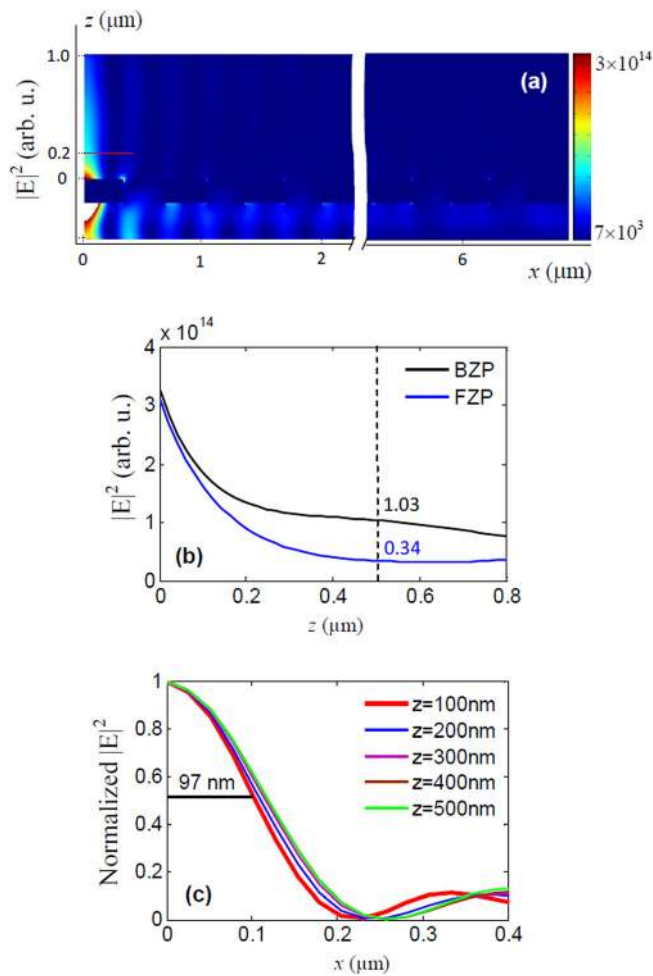 z (μm)
|E|² (arb. u.)
1.0
0.2
0
(a)
3×10¹⁴
7×10³
0 1 2 6 x (μm)
x 10¹⁴
|E|² (arb. u.)
4
3
2
1
0
BZP
FZP
1.03
0.34
(b)
0 0.2 0.4 0.6 0.8
z (μm)
Normalized |E|²
1
0.8
0.6
0.4
0.2
0
z=100nm
z=200nm
z=300nm
z=400nm
z=500nm
97 nm
(c)
0 0.1 0.2 0.3 0.4
x (μm)